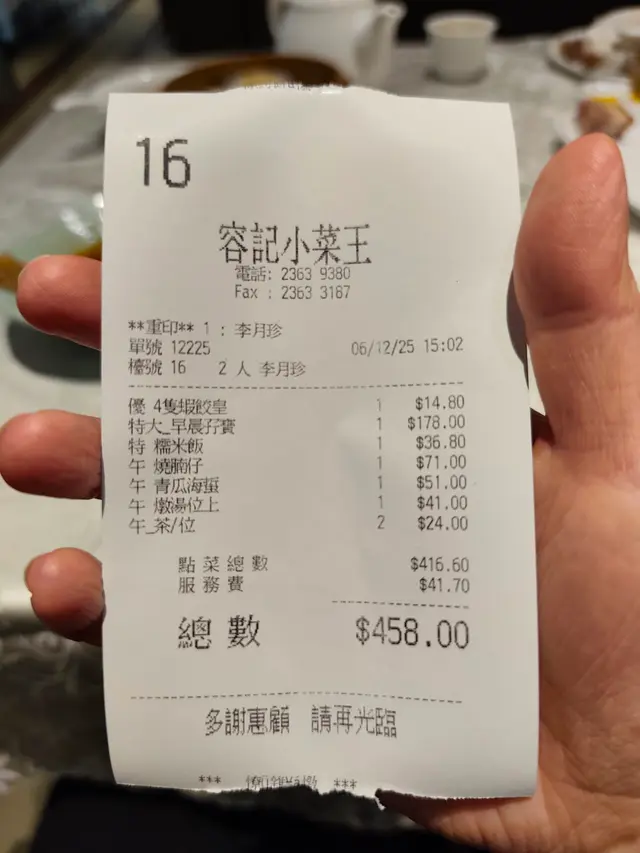 16
容記小菜王
電話: 2363 9380
Fax : 2363 3187
**重印** 1 : 李月珍
單號 12225 06/12/25 15:02
檯號 16 2 人 李月珍
優 4隻蝦餃皇 1 $14.80
特大_早晨孖寶 1 $178.00
特 糯米飯 1 $36.80
午 燒腩仔 1 $71.00
午 青瓜海蜇 1 $51.00
午 燉湯位上 1 $41.00
午_茶/位 2 $24.00
點菜總數 $416.60
服務費 $41.70
總數 $458.00
多謝惠顧 請再光臨
*** ***